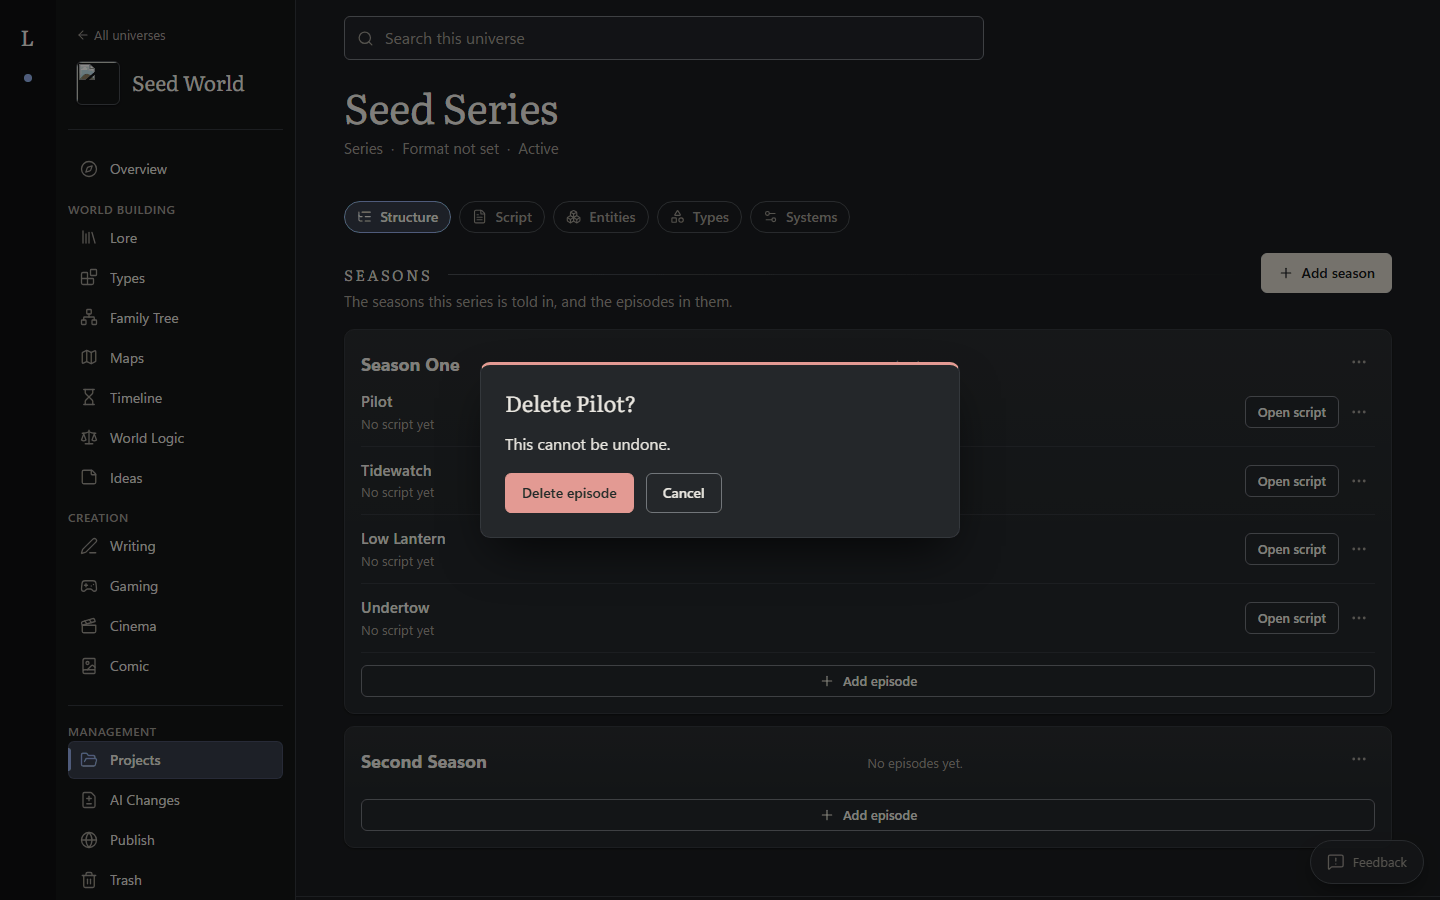 L
All universes
Seed World
Overview
WORLD BUILDING
Lore
Types
Family Tree
Maps
Timeline
World Logic
Ideas
CREATION
Writing
Gaming
Cinema
Comic
MANAGEMENT
Projects
AI Changes
Publish
Trash
Search this universe
Seed Series
Series · Format not set · Active
Structure
Script
Entities
Types
Systems
SEASONS
The seasons this series is told in, and the episodes in them.
Add season
Season One
Pilot
No script yet
Open script
Tidewatch
No script yet
Open script
Low Lantern
No script yet
Open script
Undertow
No script yet
Open script
Add episode
Delete Pilot?
This cannot be undone.
Delete episode
Cancel
Second Season
No episodes yet.
Add episode
Feedback